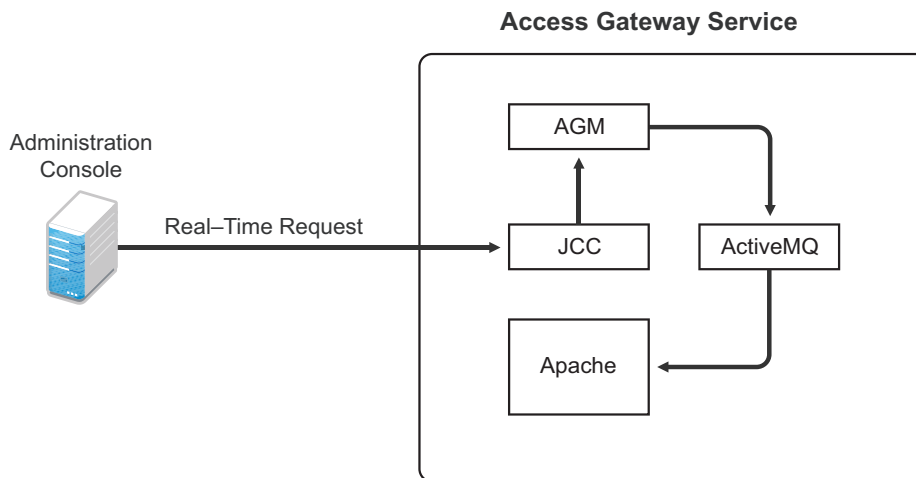 Access Gateway Service
AGM
Administration
Console
Real–Time Request
JCC
ActiveMQ
Apache